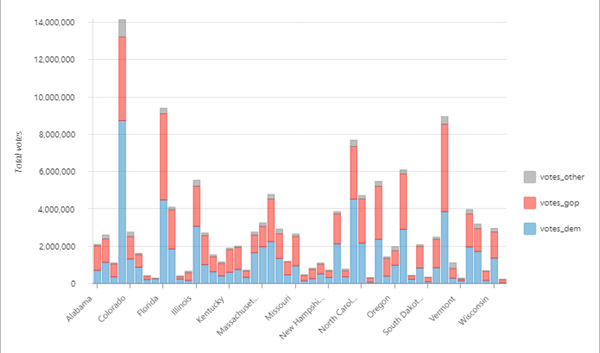 14,000,000
12,000,000
10,000,000
8,000,000
6,000,000
4,000,000
2,000,000
0
Total votes
Alabama
Colorado
Florida
Illinois
Kentucky
Massachuset...
Missouri
New Hampshi...
North Carol...
Oregon
South Dakot...
Vermont
Wisconsin
votes_other
votes_gop
votes_dem